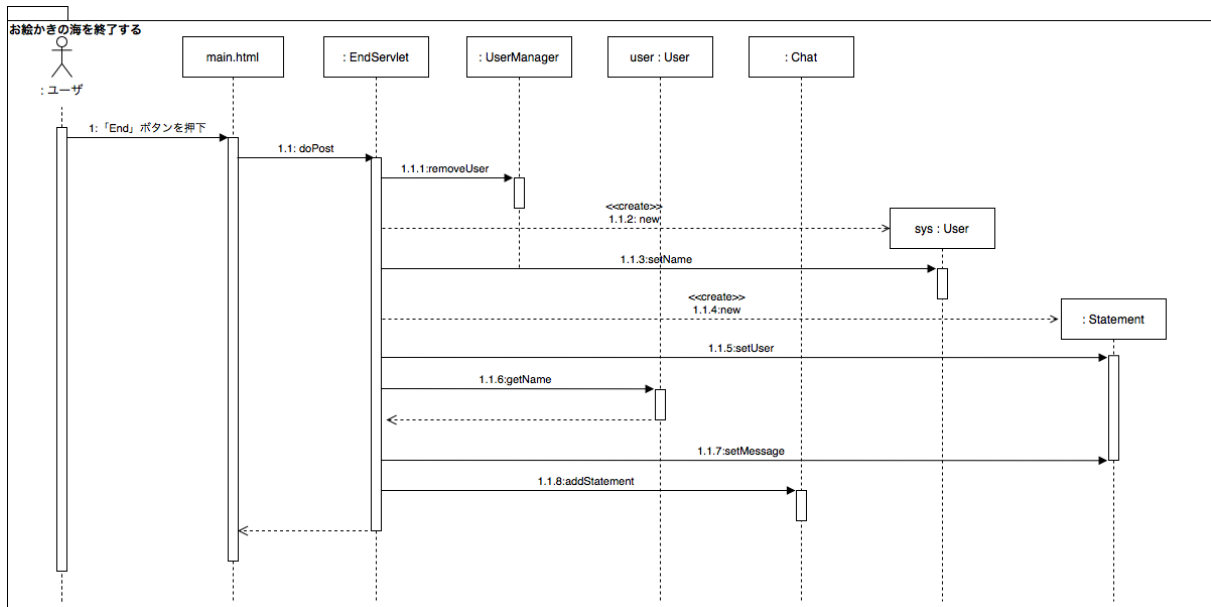 お絵かきの海を終了する
: ユーザ
main.html
: EndServlet
: UserManager
user : User
: Chat
1:「End」ボタンを押下
1.1: doPost
1.1.1:removeUser
<<create>>
1.1.2: new
sys : User
1.1.3:setName
<<create>>
1.1.4:new
: Statement
1.1.5:setUser
1.1.6:getName
1.1.7:setMessage
1.1.8:addStatement